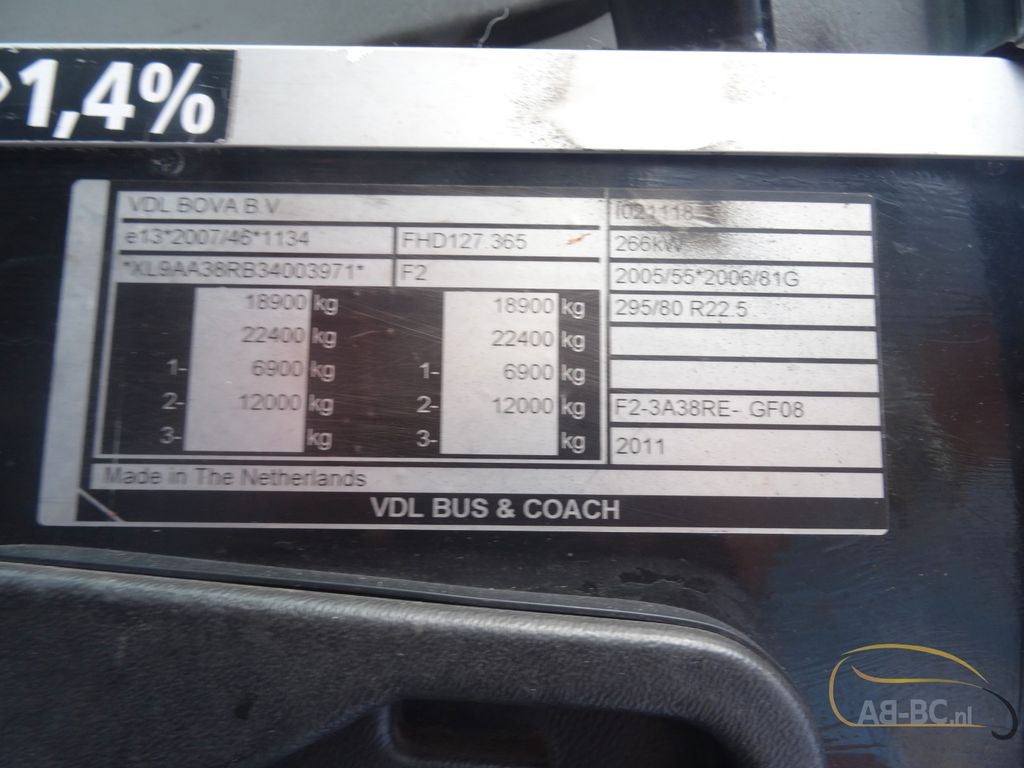 1,4%
VDL BOVA B.V. I021118
e13*2007/46*1134 FHD127.365 266kW
*XL9AA38RB34003971* F2 2005/55*2006/81G
18900 kg 18900 kg 295/80 R22.5
22400 kg 22400 kg
1- 6900 kg 1- 6900 kg
2- 12000 kg 2- 12000 kg F2-3A38RE- GF08
3- kg 3- kg 2011
Made in The Netherlands
VDL BUS & COACH
AB-BC.nl